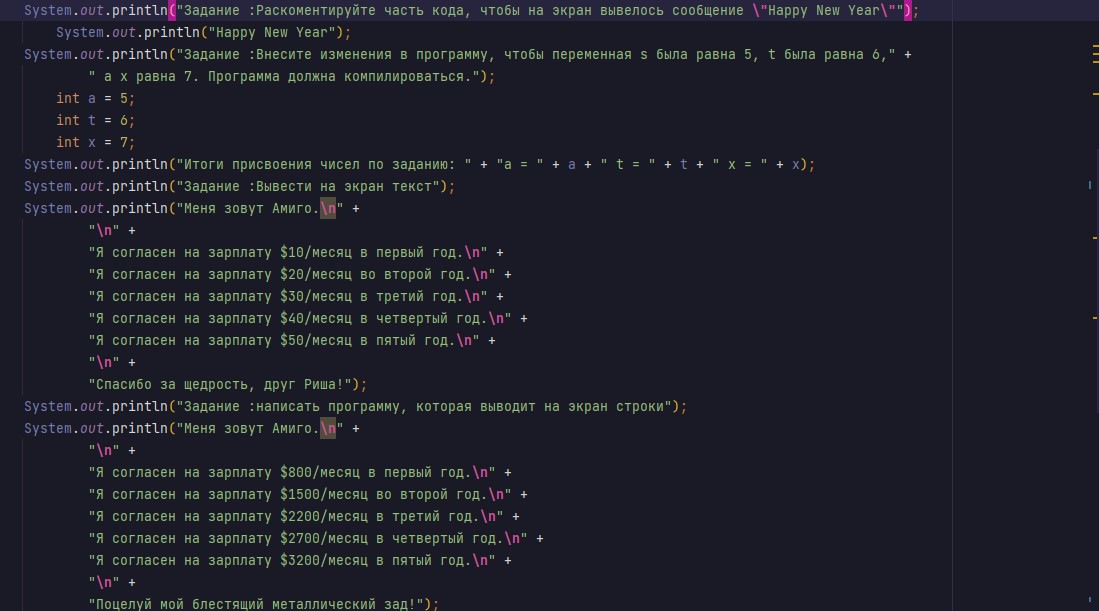 System.out.println("Задание :Раскоментируйте часть кода, чтобы на экран вывелось сообщение \"Happy New Year\"");
System.out.println("Happy New Year");
System.out.println("Задание :Внесите изменения в программу, чтобы переменная s была равна 5, t была равна 6," +
" а x равна 7. Программа должна компилироваться.");
int a = 5;
int t = 6;
int x = 7;
System.out.println("Итоги присвоения чисел по заданию: " + "a = " + a + " t = " + t + " x = " + x);
System.out.println("Задание :Вывести на экран текст");
System.out.println("Меня зовут Амиго.\n" +
"\n" +
"Я согласен на зарплату $10/месяц в первый год.\n" +
"Я согласен на зарплату $20/месяц во второй год.\n" +
"Я согласен на зарплату $30/месяц в третий год.\n" +
"Я согласен на зарплату $40/месяц в четвертый год.\n" +
"Я согласен на зарплату $50/месяц в пятый год.\n" +
"\n" +
"Спасибо за щедрость, друг Риша!");
System.out.println("Задание :написать программу, которая выводит на экран строки");
System.out.println("Меня зовут Амиго.\n" +
"\n" +
"Я согласен на зарплату $800/месяц в первый год.\n" +
"Я согласен на зарплату $1500/месяц во второй год.\n" +
"Я согласен на зарплату $2200/месяц в третий год.\n" +
"Я согласен на зарплату $2700/месяц в четвертый год.\n" +
"Я согласен на зарплату $3200/месяц в пятый год.\n" +
"\n" +
"Поцелуй мой блестящий металлический зад!");